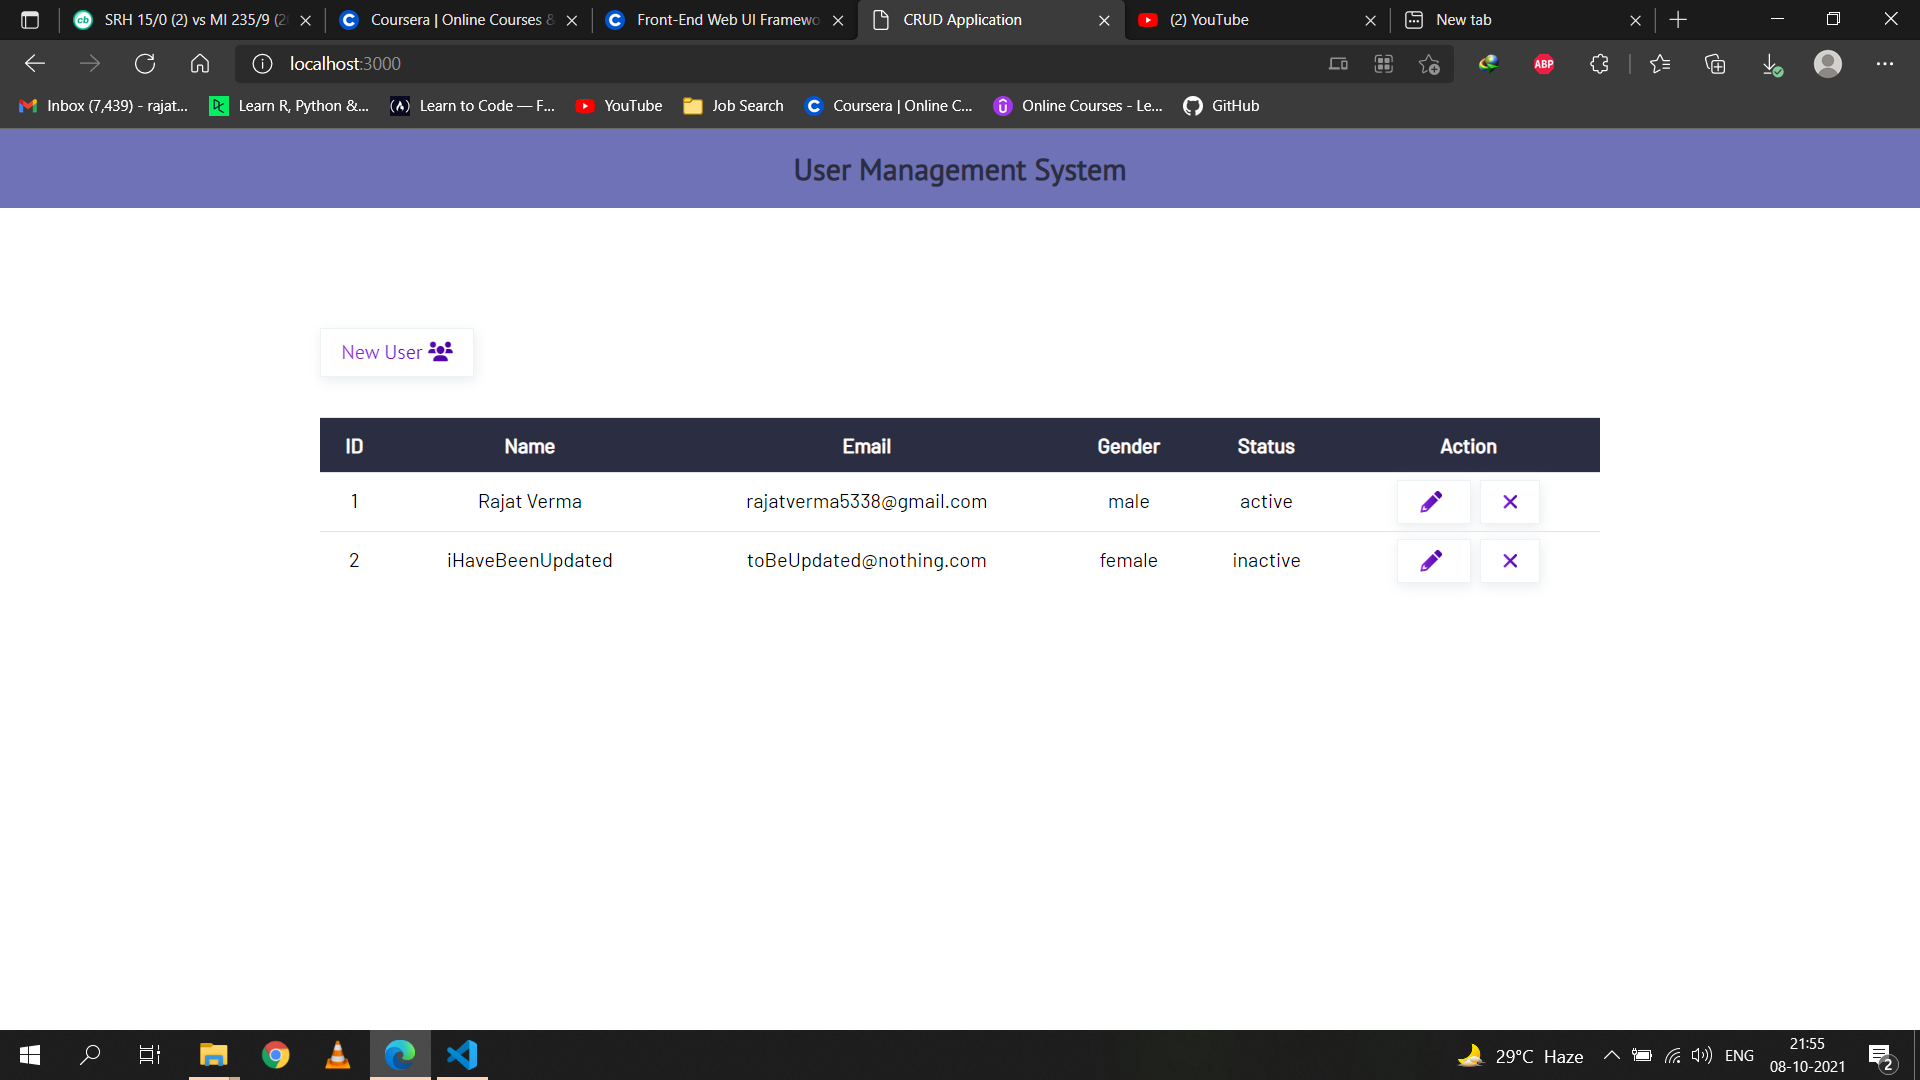 SRH 15/0 (2) vs MI 235/9 (2
Coursera | Online Courses &
Front-End Web UI Framewo
CRUD Application
(2) YouTube
New tab
localhost:3000
ABP
Inbox (7,439) - rajat...
Learn R, Python &...
Learn to Code — F...
YouTube
Job Search
Coursera | Online C...
Online Courses - Le...
GitHub
User Management System
New User
ID Name Email Gender Status Action
1 Rajat Verma rajatverma5338@gmail.com male active
2 iHaveBeenUpdated toBeUpdated@nothing.com female inactive
29°C Haze
ENG
21:55
08-10-2021
2